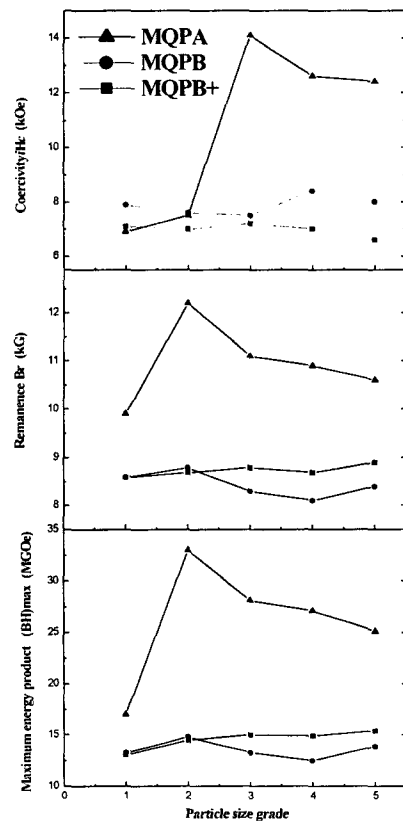 MQPA
MQPB
MQPB+
Coercivity iHc (kOe)
14
12
10
8
6
Remanence Br (kG)
12
11
10
9
8
Maximum energy product (BH)max (MGOe)
35
30
25
20
15
10
0 1 2 3 4 5
Particle size grade